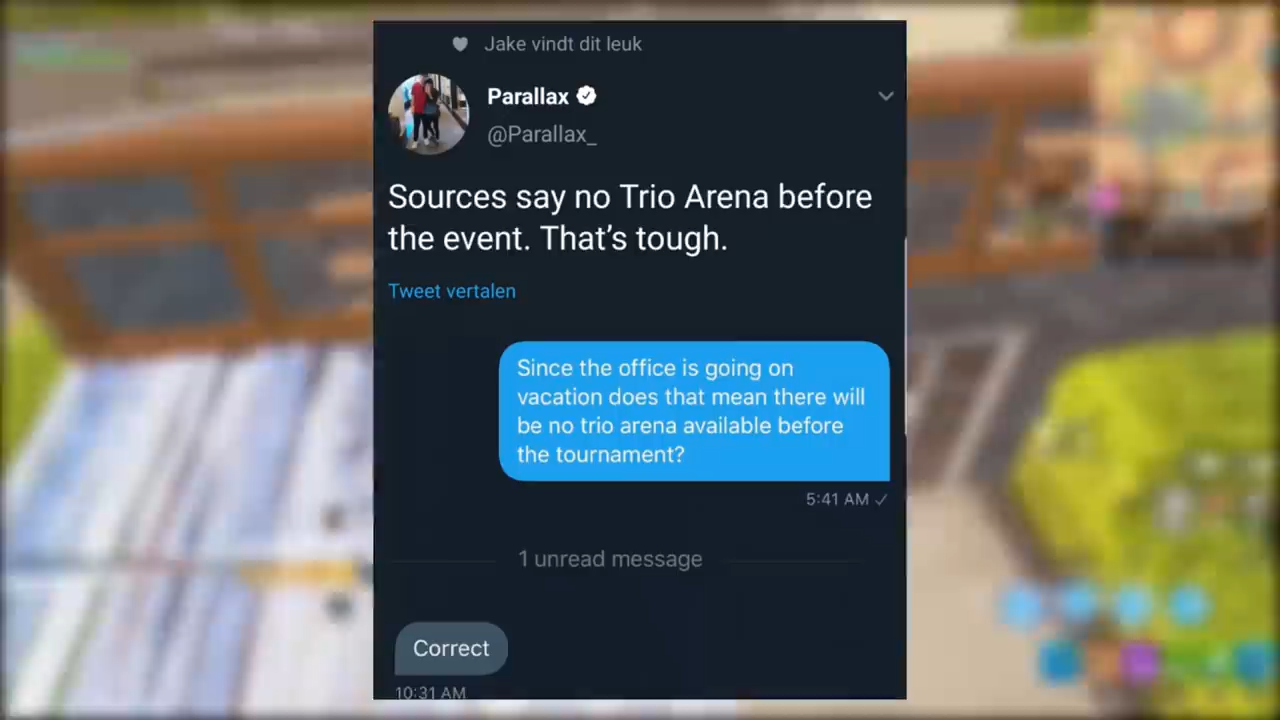 Jake vindt dit leuk
Parallax
@Parallax_
Sources say no Trio Arena before
the event. That’s tough.
Tweet vertalen
Since the office is going on
vacation does that mean there will
be no trio arena available before
the tournament?
5:41 AM ✓
1 unread message
Correct
10:31 AM